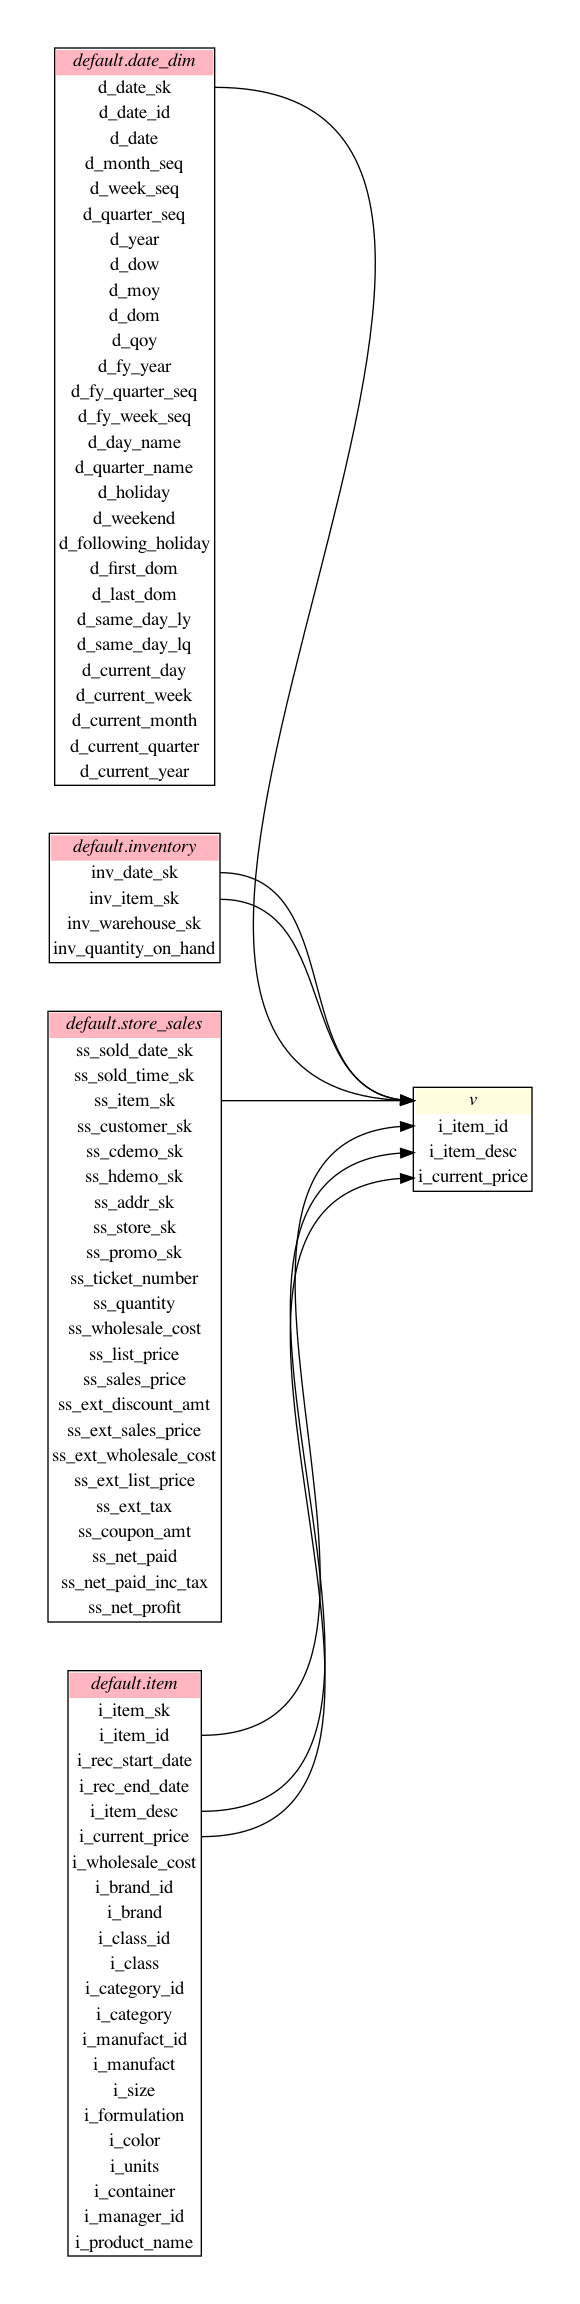 default.date_dim
d_date_sk
d_date_id
d_date
d_month_seq
d_week_seq
d_quarter_seq
d_year
d_dow
d_moy
d_dom
d_qoy
d_fy_year
d_fy_quarter_seq
d_fy_week_seq
d_day_name
d_quarter_name
d_holiday
d_weekend
d_following_holiday
d_first_dom
d_last_dom
d_same_day_ly
d_same_day_lq
d_current_day
d_current_week
d_current_month
d_current_quarter
d_current_year
default.inventory
inv_date_sk
inv_item_sk
inv_warehouse_sk
inv_quantity_on_hand
default.store_sales
ss_sold_date_sk
ss_sold_time_sk
ss_item_sk
ss_customer_sk
ss_cdemo_sk
ss_hdemo_sk
ss_addr_sk
ss_store_sk
ss_promo_sk
ss_ticket_number
ss_quantity
ss_wholesale_cost
ss_list_price
ss_sales_price
ss_ext_discount_amt
ss_ext_sales_price
ss_ext_wholesale_cost
ss_ext_list_price
ss_ext_tax
ss_coupon_amt
ss_net_paid
ss_net_paid_inc_tax
ss_net_profit
default.item
i_item_sk
i_item_id
i_rec_start_date
i_rec_end_date
i_item_desc
i_current_price
i_wholesale_cost
i_brand_id
i_brand
i_class_id
i_class
i_category_id
i_category
i_manufact_id
i_manufact
i_size
i_formulation
i_color
i_units
i_container
i_manager_id
i_product_name
v
i_item_id
i_item_desc
i_current_price